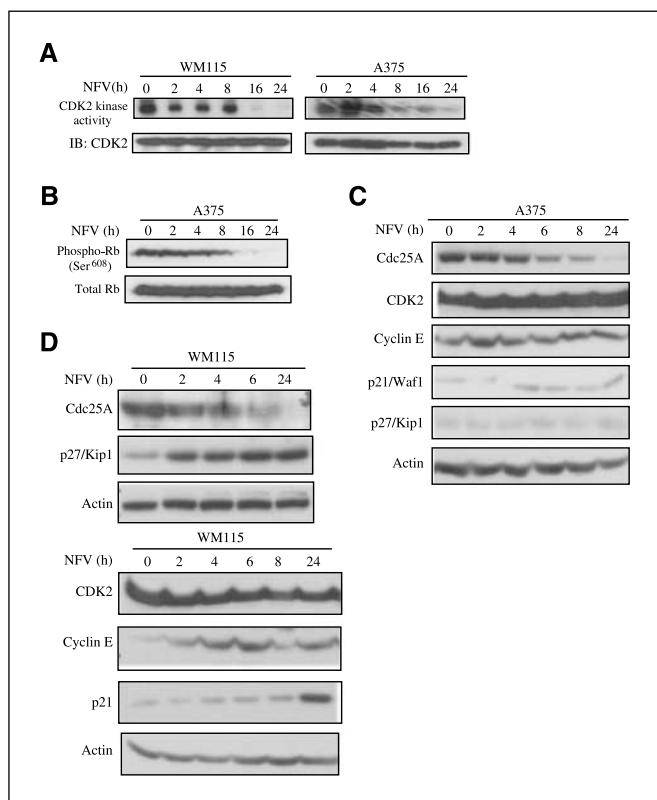 A
WM115
A375
NFV(h) 0 2 4 8 16 24
0 2 4 8 16 24
CDK2 kinase
activity
IB: CDK2
B
A375
NFV (h) 0 2 4 8 16 24
Phospho-Rb
(Ser608)
Total Rb
C
A375
NFV (h) 0 2 4 6 8 24
Cdc25A
CDK2
Cyclin E
p21/Waf1
p27/Kip1
Actin
D
WM115
NFV (h) 0 2 4 6 24
Cdc25A
p27/Kip1
Actin
WM115
NFV (h) 0 2 4 6 8 24
CDK2
Cyclin E
p21
Actin